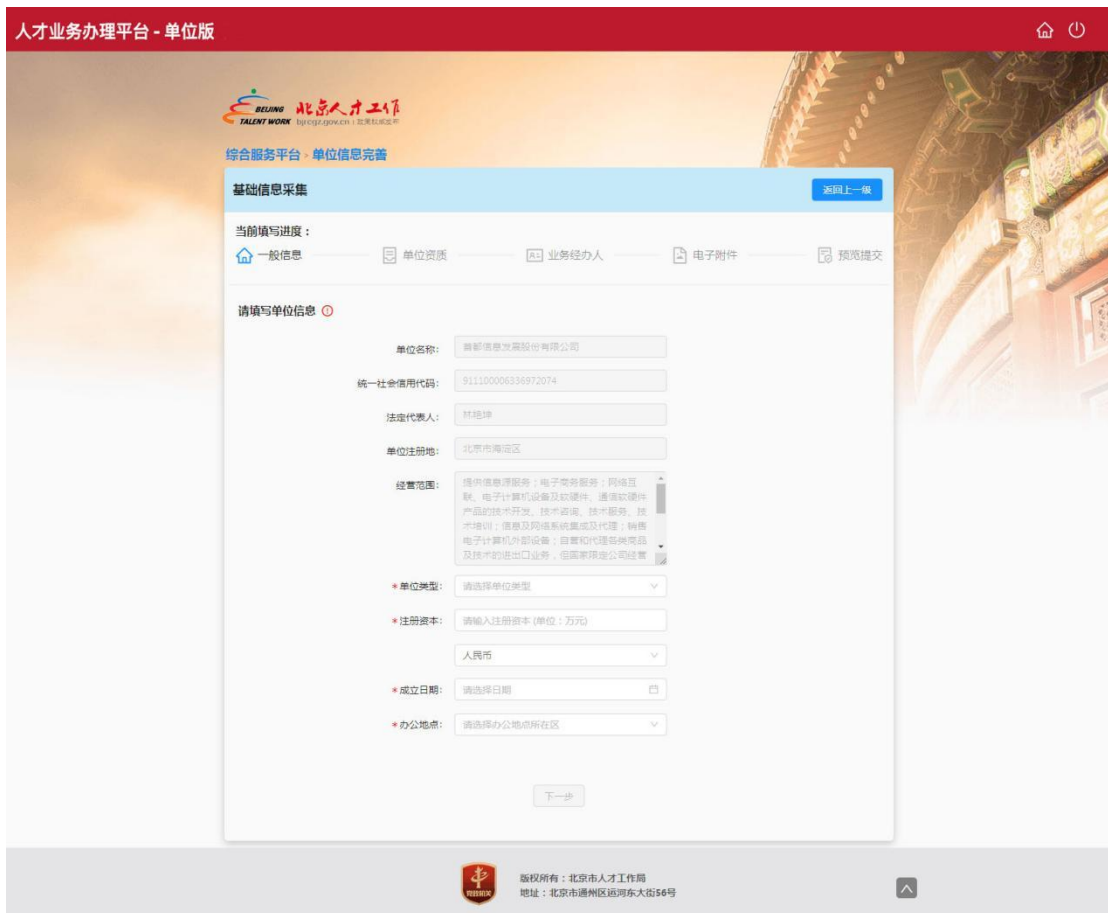 人才业务办理平台 - 单位版
BEIJING
TALENT WORK
北京人才工作
bjrcgz.gov.cn
综合服务平台 > 单位信息完善
基础信息采集
返回上一级
当前填写进度：
一般信息 单位资质 业务经办人 电子附件 预览提交
请填写单位信息
单位名称： 首都信息发展股份有限公司
统一社会信用代码： 911100006336972074
法定代表人：
单位注册地： 北京市海淀区
经营范围： 提供信息源服务；电子商务服务；网络互
联、电子计算机设备及软硬件、通信软硬件
产品的技术开发、技术咨询、技术服务、技
术培训；信息及网络系统集成及代理；销售
电子计算机外部设备；自营和代理各类商品
及技术的进出口业务，但国家限定公司经营
*单位类型： 请选择单位类型
*注册资本： 请输入注册资本 (单位：万元)
人民币
*成立日期： 请选择日期
*办公地点： 请选择办公地点所在区
下一步
党政机关
版权所有：北京市人才工作局
地址：北京市通州区运河东大街56号